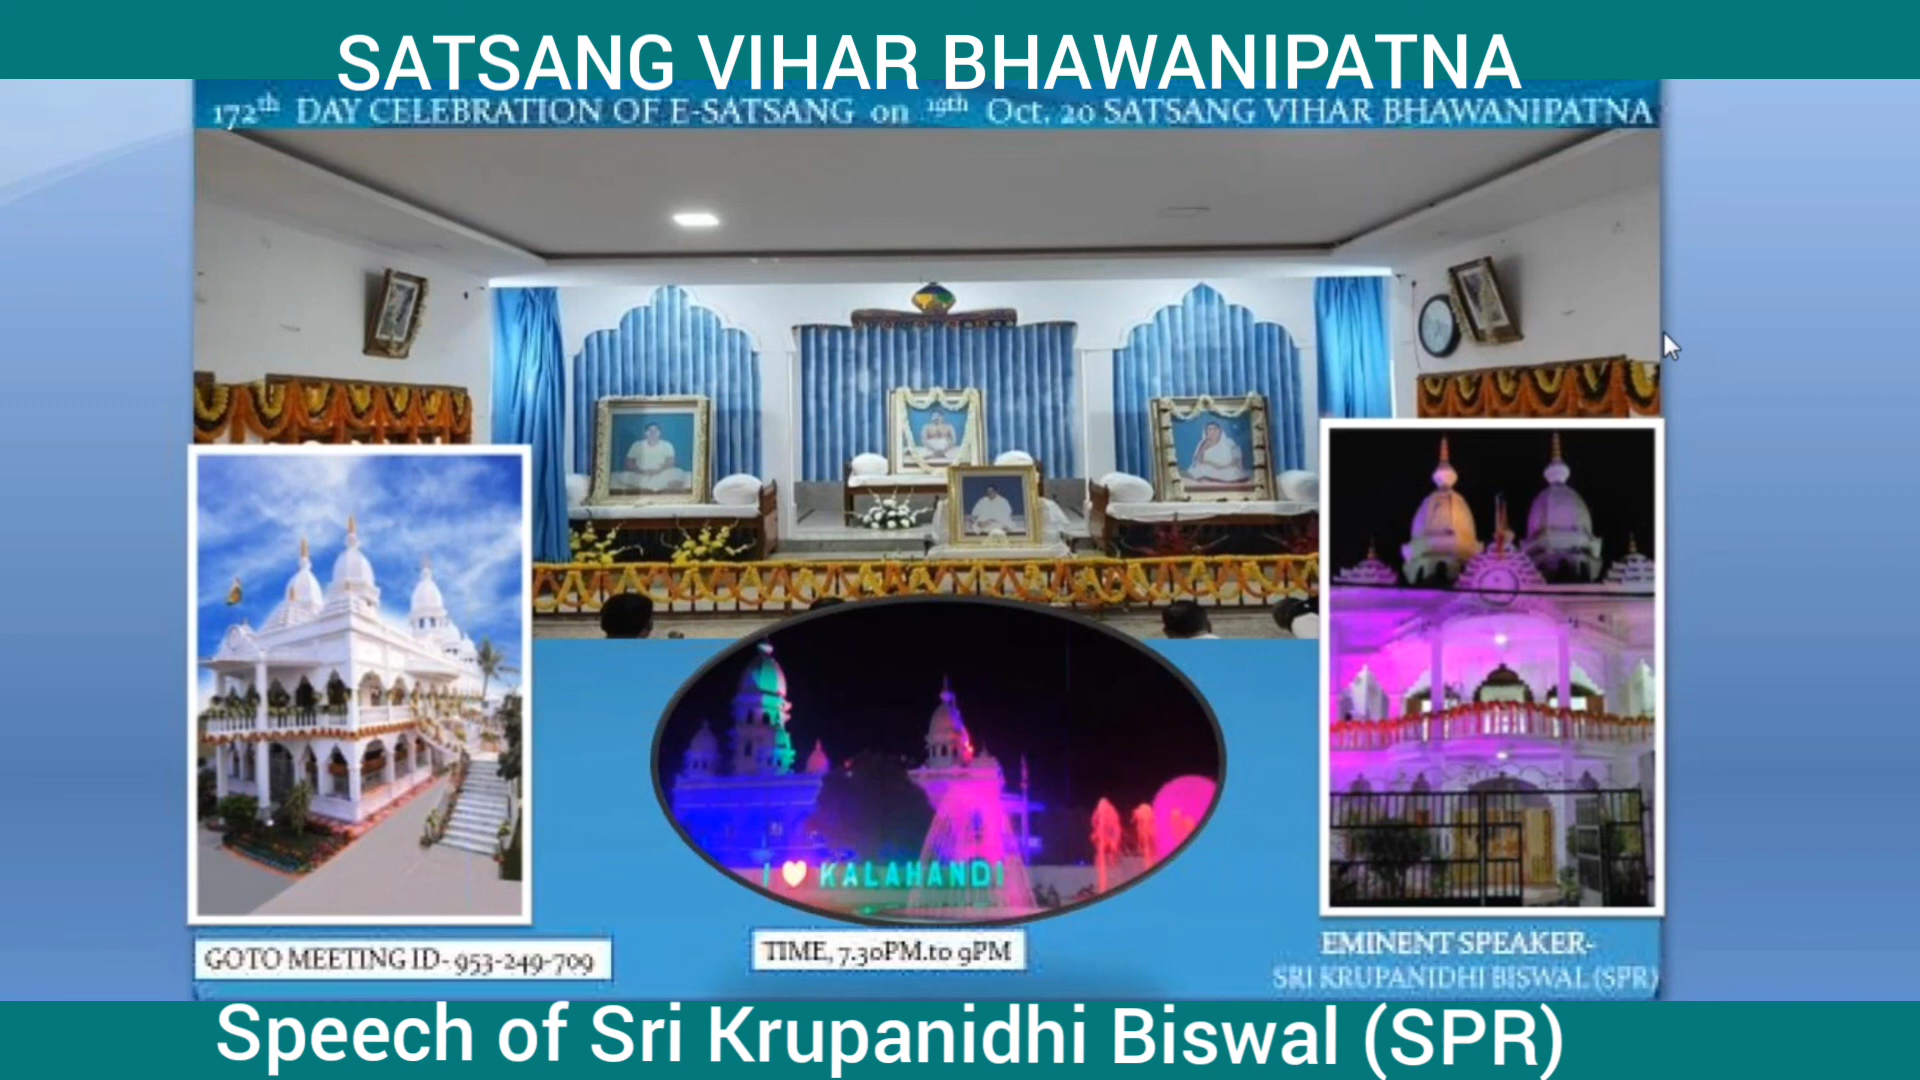 SATSANG VIHAR BHAWANIPATNA
172th DAY CELEBRATION OF E-SATSANG on 19th Oct. 20 SATSANG VIHAR BHAWANIPATNA
I KALAHANDI
GOTO MEETING ID- 953-249-709
TIME, 7.30PM.to 9PM
EMINENT SPEAKER-
SRI KRUPANIDHI BISWAL (SPR)
Speech of Sri Krupanidhi Biswal (SPR)